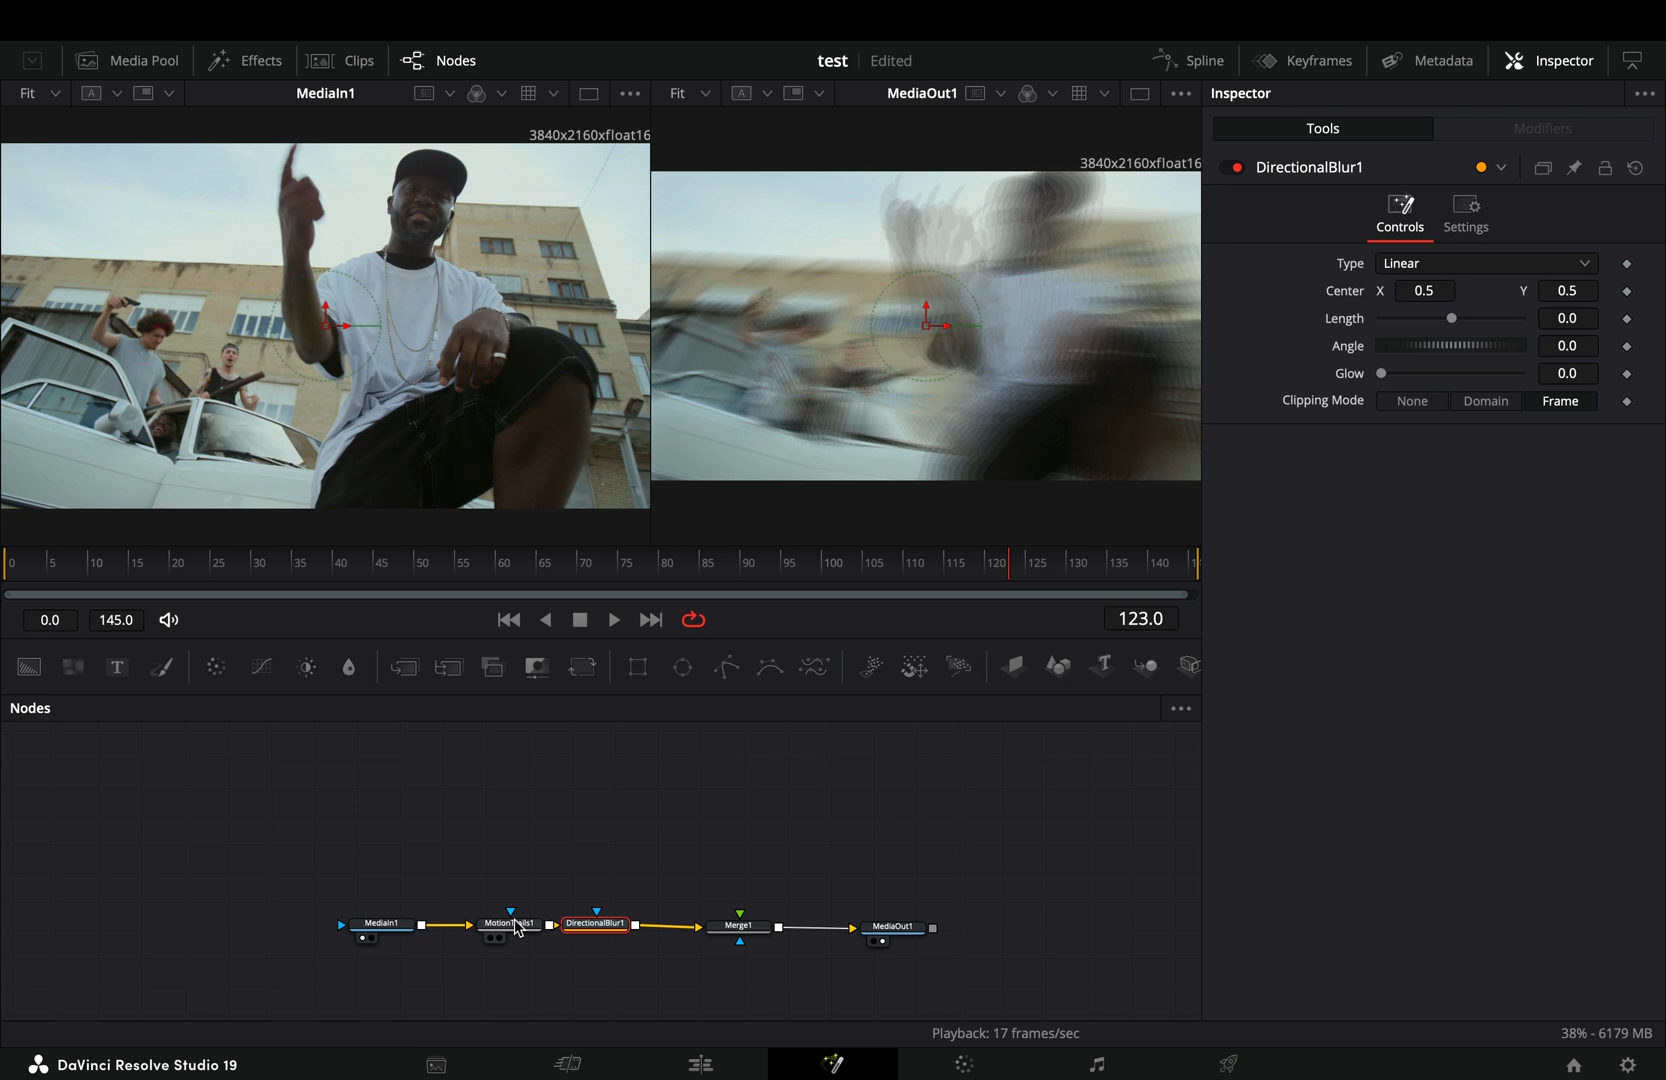 Media Pool
Effects
Clips
Nodes
test
Edited
Spline
Keyframes
Metadata
Inspector
Fit
A
MediaIn1
Fit
A
MediaOut1
Inspector
3840x2160xfloat16
3840x2160xfloat16
Tools
Modifiers
DirectionalBlur1
Controls
Settings
Type Linear
Center X 0.5 Y 0.5
Length 0.0
Angle 0.0
Glow 0.0
Clipping Mode None Domain Frame
0 5 10 15 20 25 30 35 40 45 50 55 60 65 70 75 80 85 90 95 100 105 110 115 120 125 130 135 140
0.0 145.0
123.0
T
Nodes
MediaIn1
DirectionalBlur1
Merge1
MediaOut1
Playback: 17 frames/sec
38% - 6179 MB
DaVinci Resolve Studio 19